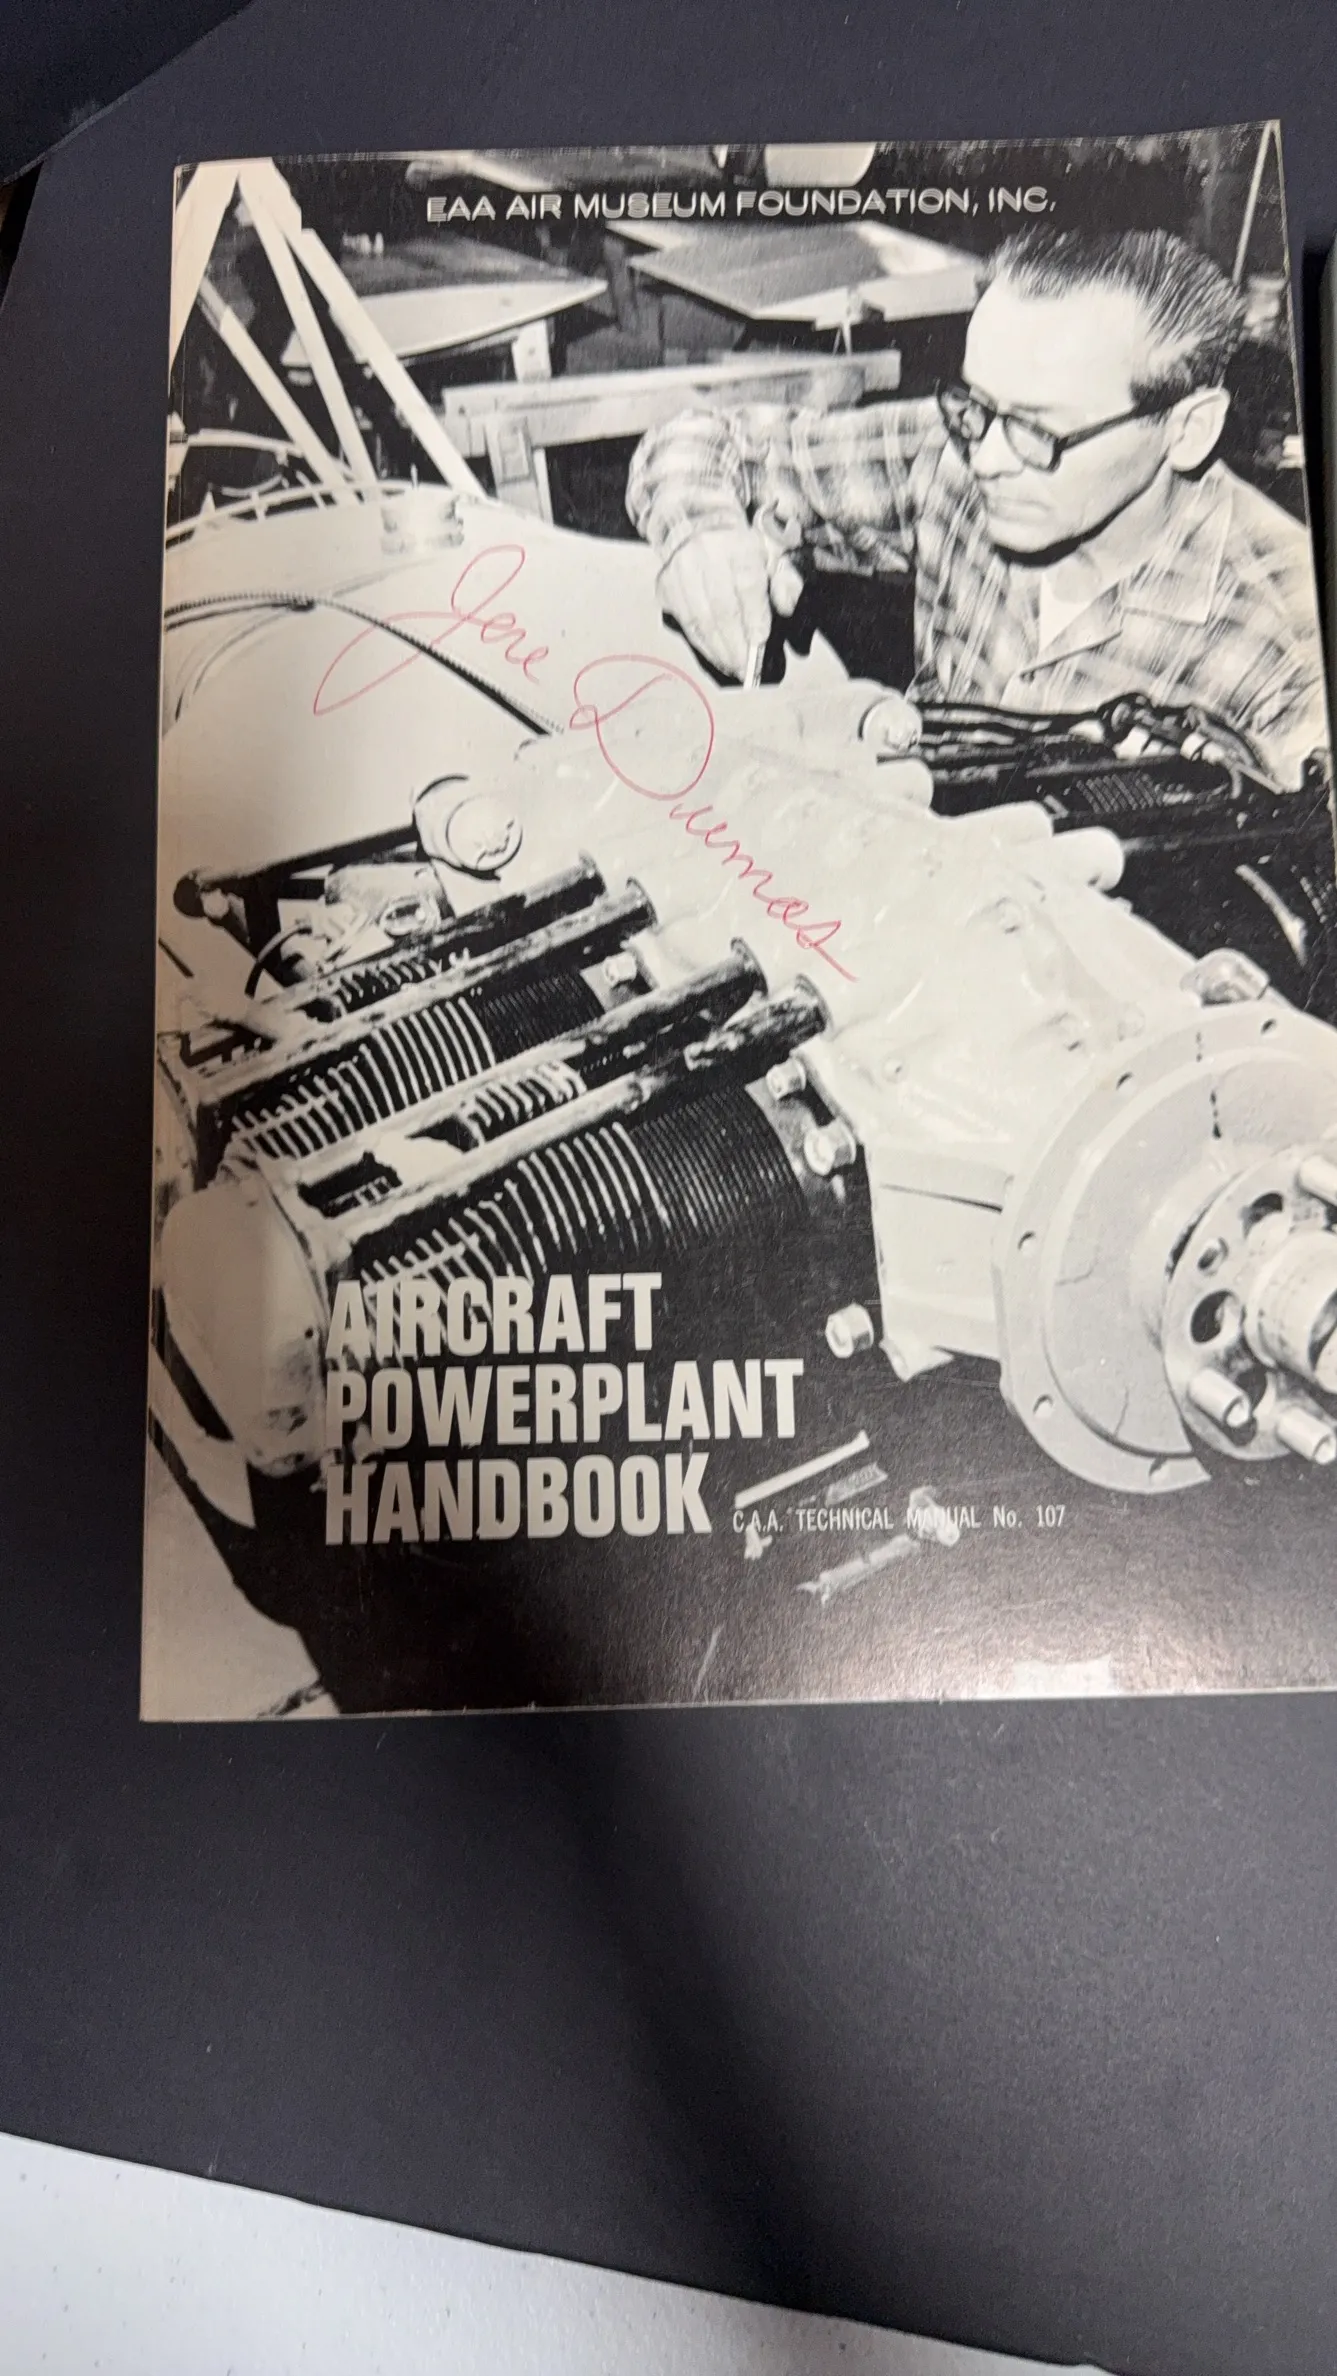 EAA AIR MUSEUM FOUNDATION, INC.
Jere Dumas
AIRCRAFT
POWERPLANT
HANDBOOK
C.A.A. TECHNICAL MANUAL No. 107